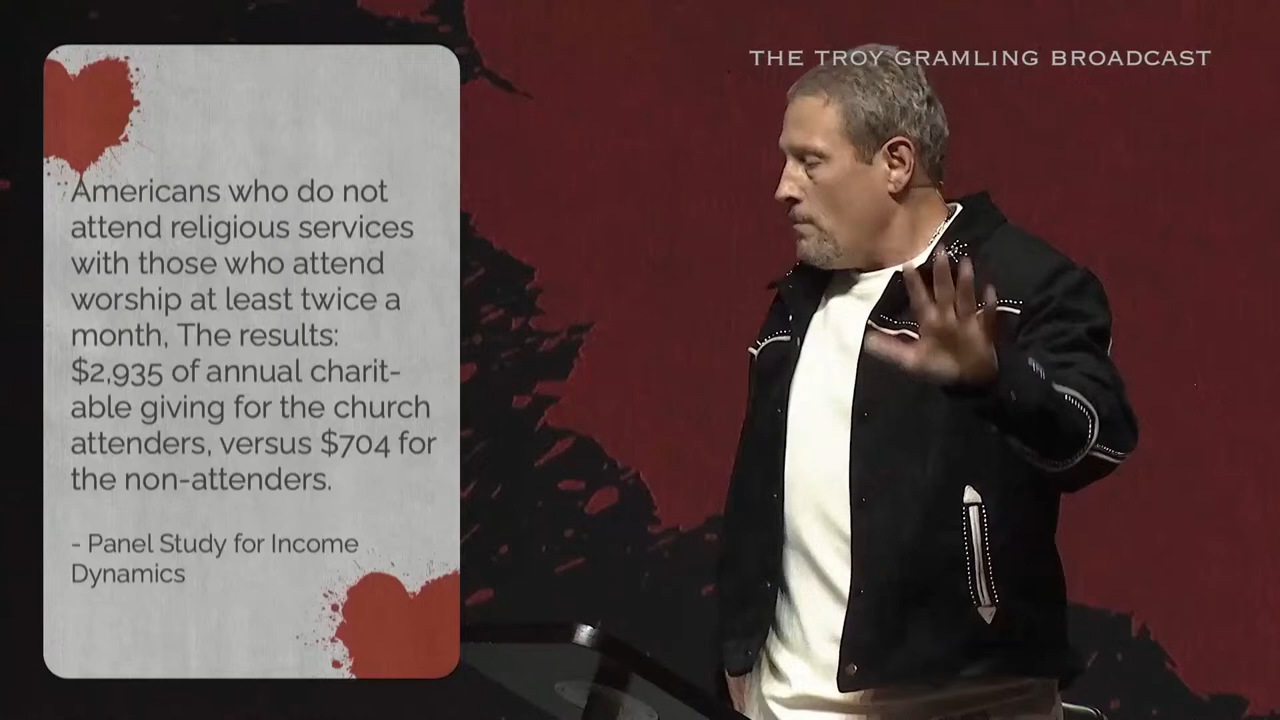 THE TROY GRAMLING BROADCAST
Americans who do not
attend religious services
with those who attend
worship at least twice a
month, The results:
$2,935 of annual charit-
able giving for the church
attenders, versus $704 for
the non-attenders.
- Panel Study for Income
Dynamics